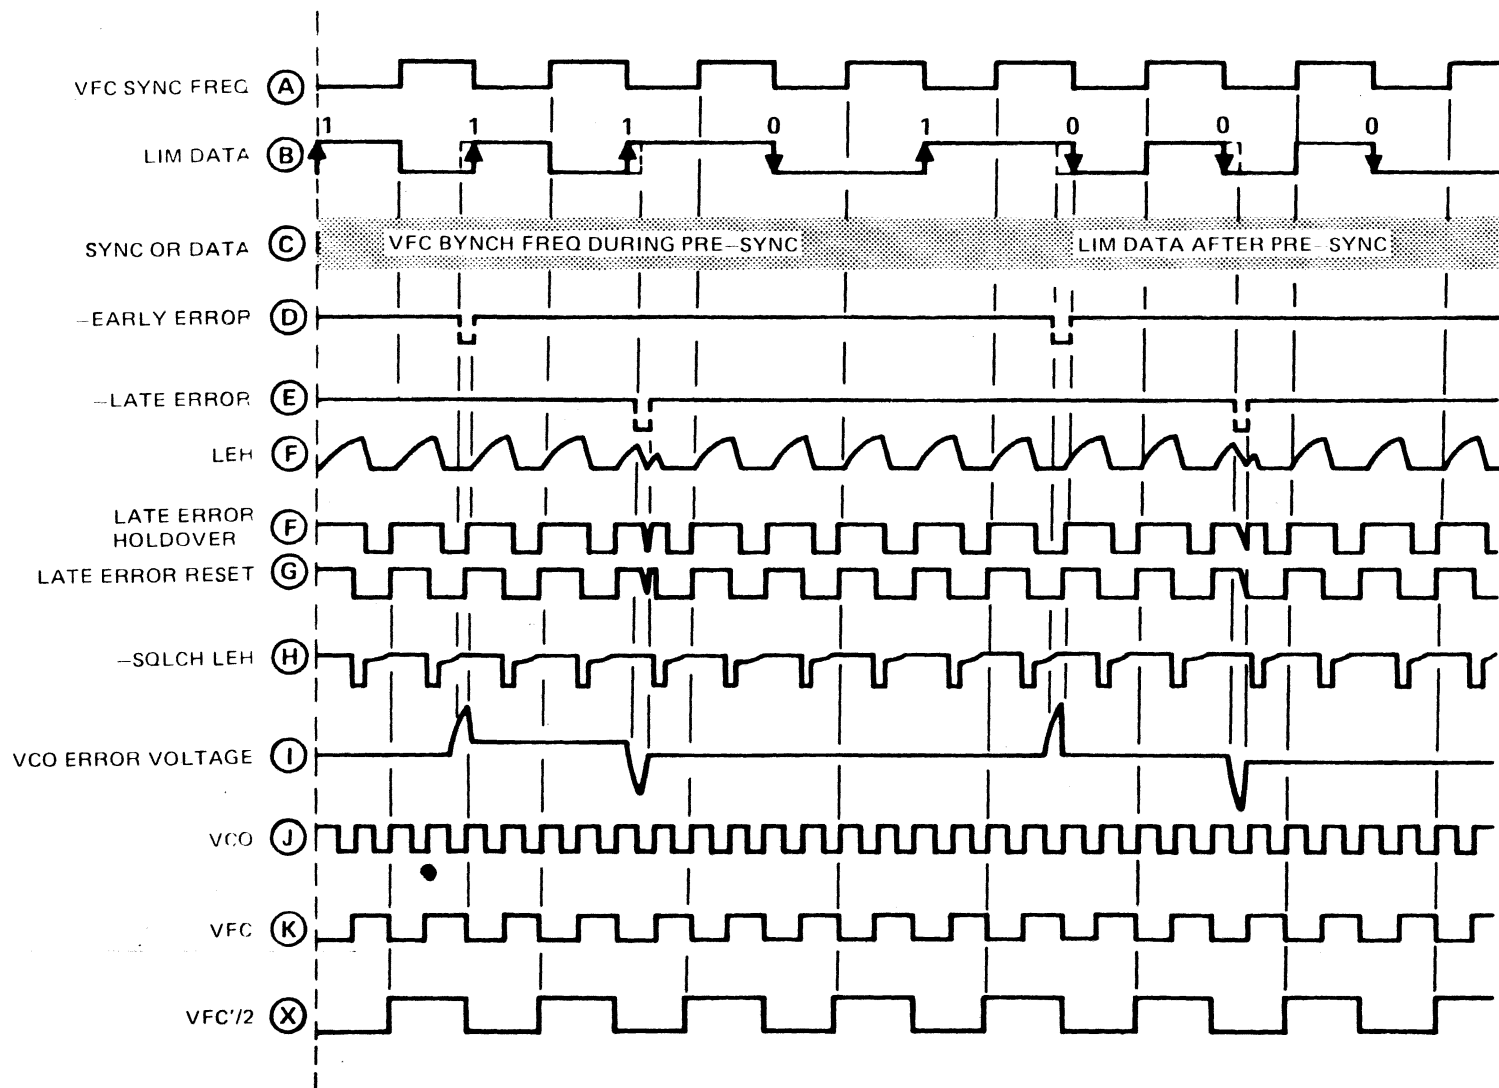 VFC SYNC FREQ A
1 1 1 0 1 0 0 0
LIM DATA B
SYNC OR DATA C VFC BYNCH FREQ DURING PRE–SYNC LIM DATA AFTER PRE–SYNC
–EARLY ERROP D
–LATE ERROR E
LEH F
LATE ERROR
HOLDOVER F
LATE ERROR RESET G
–SQLCH LEH H
VCO ERROR VOLTAGE I
VCO J
VFC K
VFC'/2 X